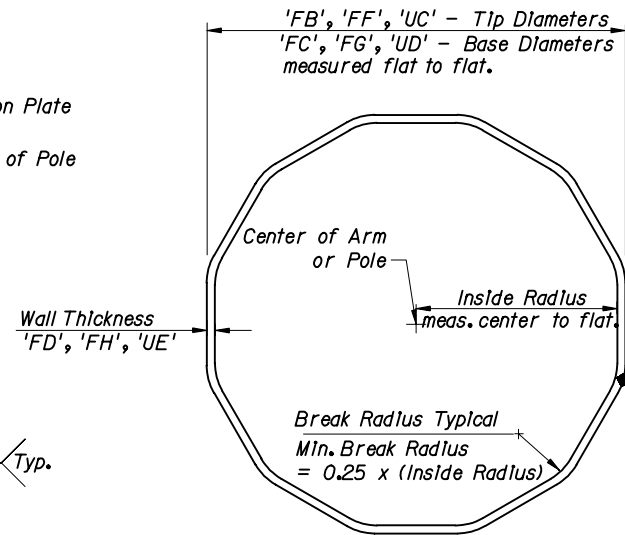 'FB', 'FF', 'UC' - Tip Diameters
'FC', 'FG', 'UD' - Base Diameters
measured flat to flat.
Plate
of Pole
Center of Arm
or Pole
Inside Radius
meas. center to flat.
Wall Thickness
'FD', 'FH', 'UE'
Break Radius Typical
Min. Break Radius
= 0.25 x (Inside Radius)
Typ.